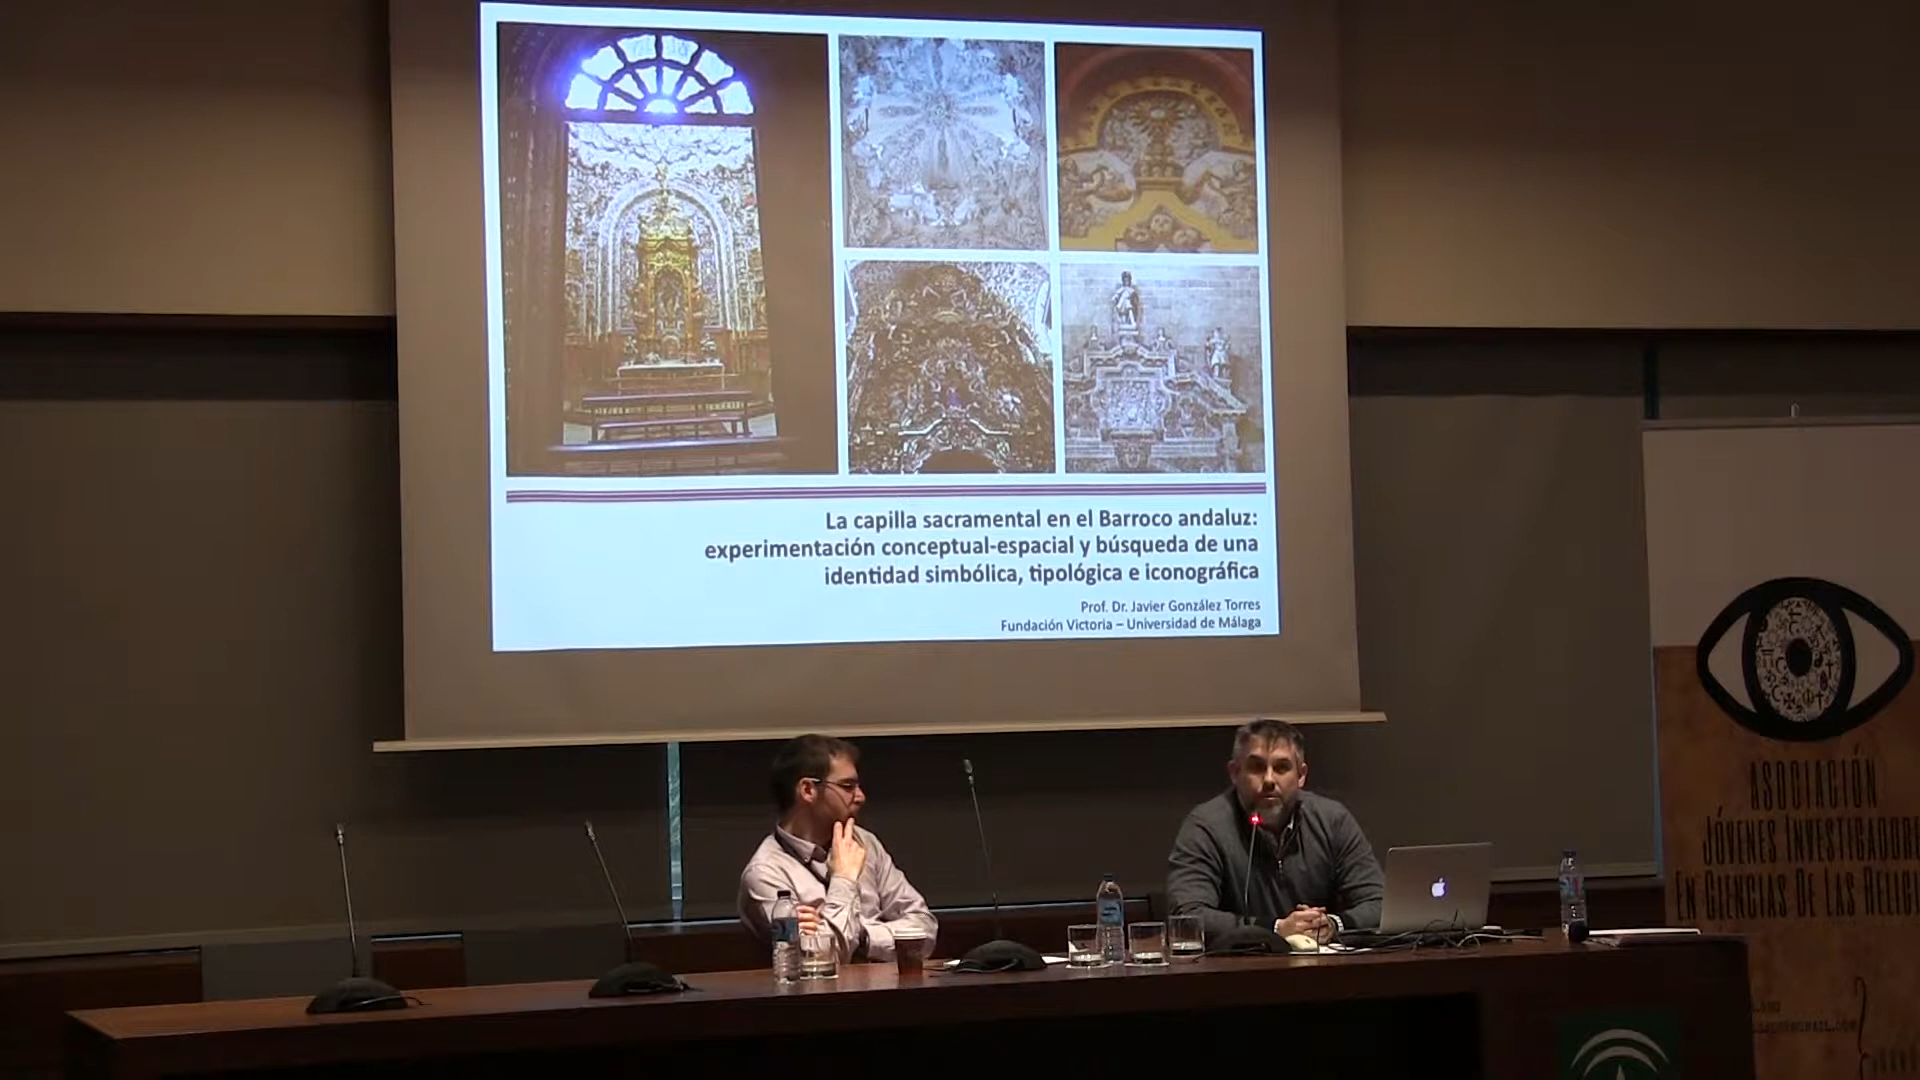 La capilla sacramental en el Barroco andaluz:
experimentación conceptual-espacial y búsqueda de una
identidad simbólica, tipológica e iconográfica
Prof. Dr. Javier González Torres
Fundación Victoria – Universidad de Málaga
ASOCIACIÓN
JÓVENES INVESTIGADORE
EN CIENCIAS DE LAS RELIGI